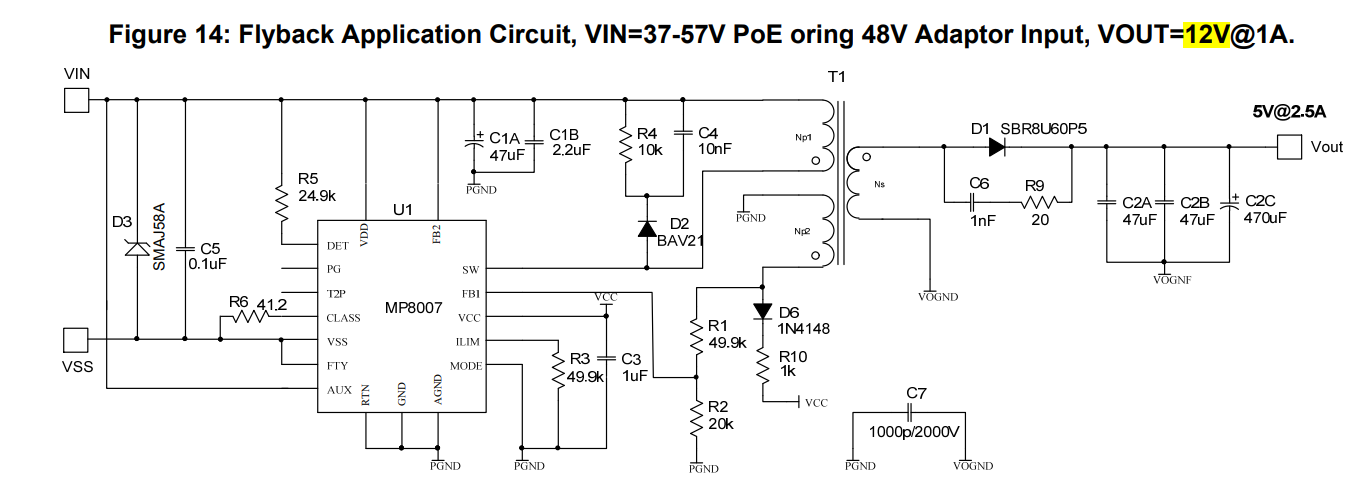 Figure 14: Flyback Application Circuit, VIN=37-57V PoE oring 48V Adaptor Input, VOUT=12V@1A.
VIN
T1
5V@2.5A
D1 SBR8U60P5
Vout
C1A
47uF
C1B
2.2uF
R4
10k
C4
10nF
Np1
Ns
PGND
R5
24.9k
C6
1nF
R9
20
C2A
47uF
C2B
47uF
C2C
470uF
D3
SMAJ58A
C5
0.1uF
U1
D2
BAV21
PGND
Np2
VOGNF
VOGND
MP8007
DET
VDD
FB2
PG
T2P
CLASS
VSS
FTY
AUX
RTN
GND
AGND
SW
FB1
VCC
ILIM
MODE
R6 41.2
VCC
R1
49.9k
D6
1N4148
R3
49.9k
C3
1uF
R10
1k
VCC
VSS
R2
20k
C7
1000p/2000V
PGND
PGND
PGND
PGND
VOGND